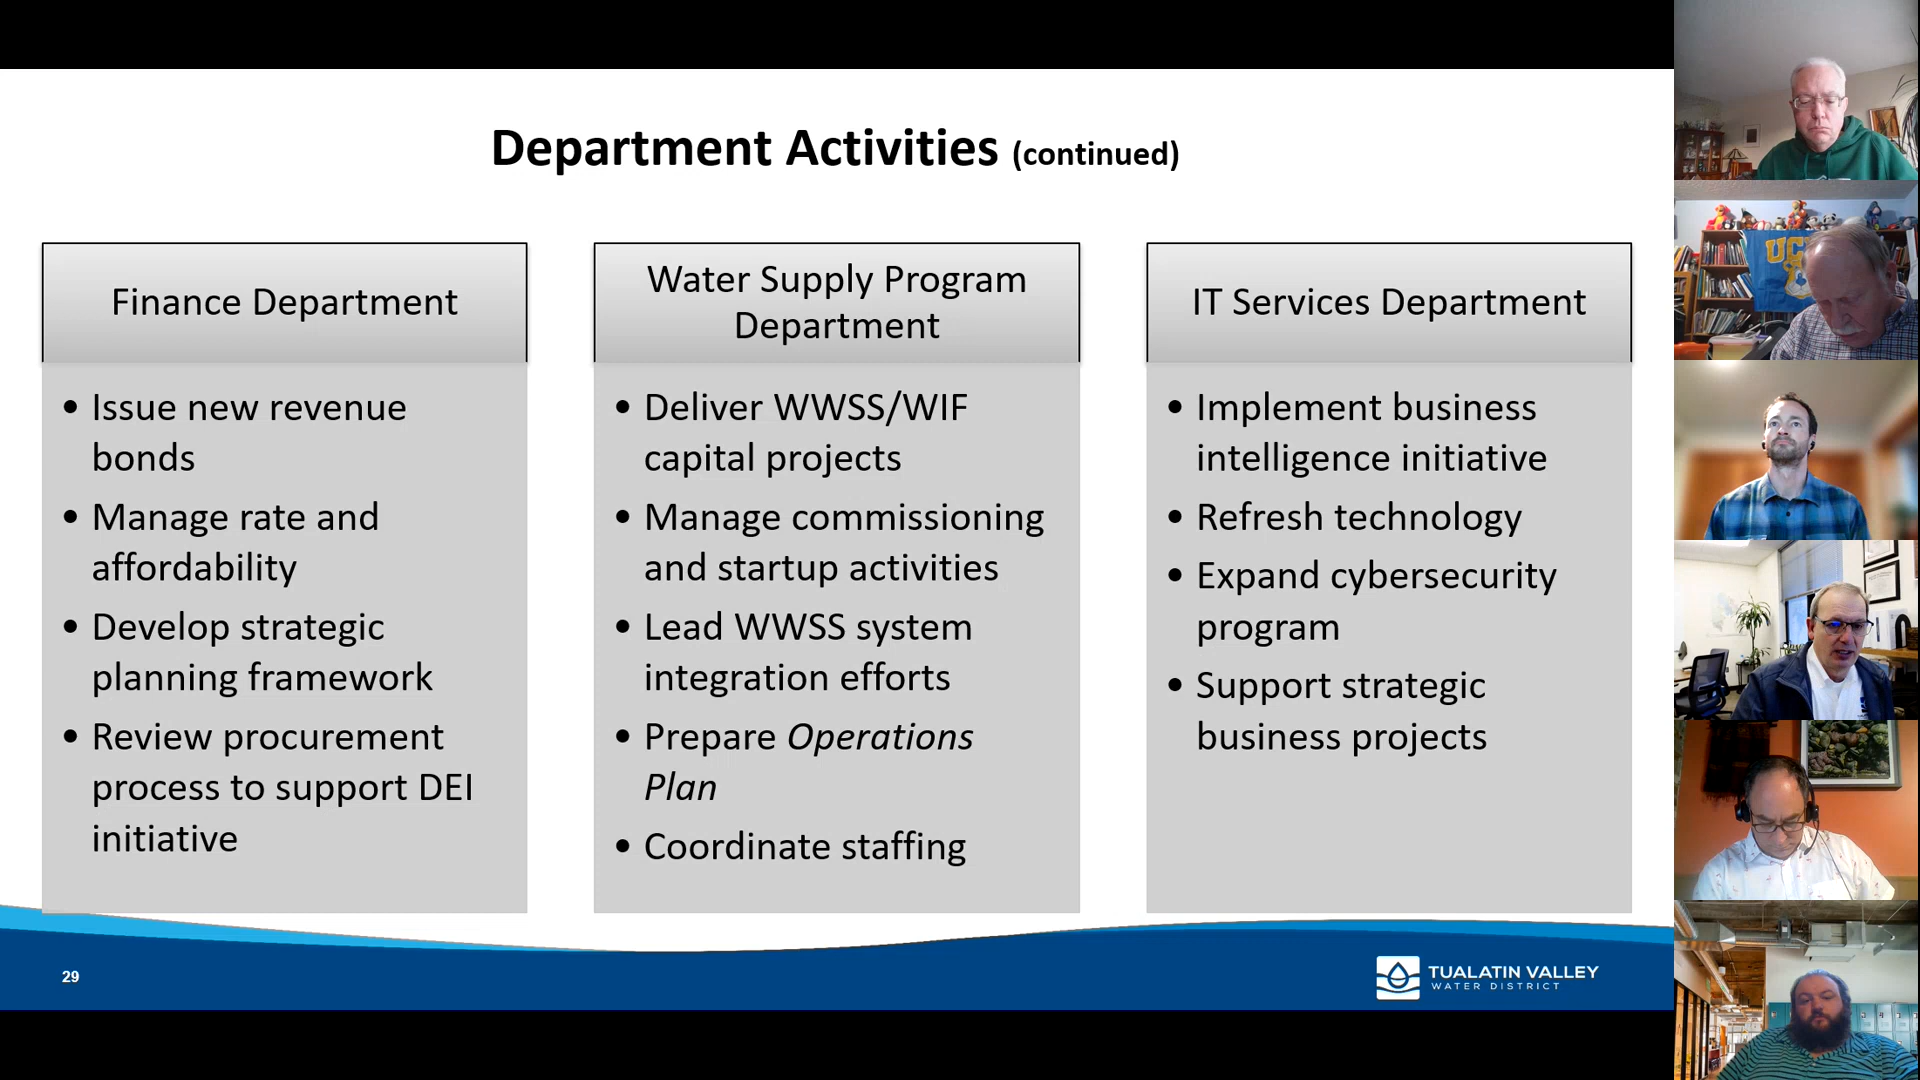 Department Activities (continued)
Finance Department
• Issue new revenue
bonds
• Manage rate and
affordability
• Develop strategic
planning framework
• Review procurement
process to support DEI
initiative
Water Supply Program
Department
• Deliver WWSS/WIF
capital projects
• Manage commissioning
and startup activities
• Lead WWSS system
integration efforts
• Prepare Operations
Plan
• Coordinate staffing
IT Services Department
• Implement business
intelligence initiative
• Refresh technology
• Expand cybersecurity
program
• Support strategic
business projects
29
TUALATIN VALLEY
WATER DISTRICT